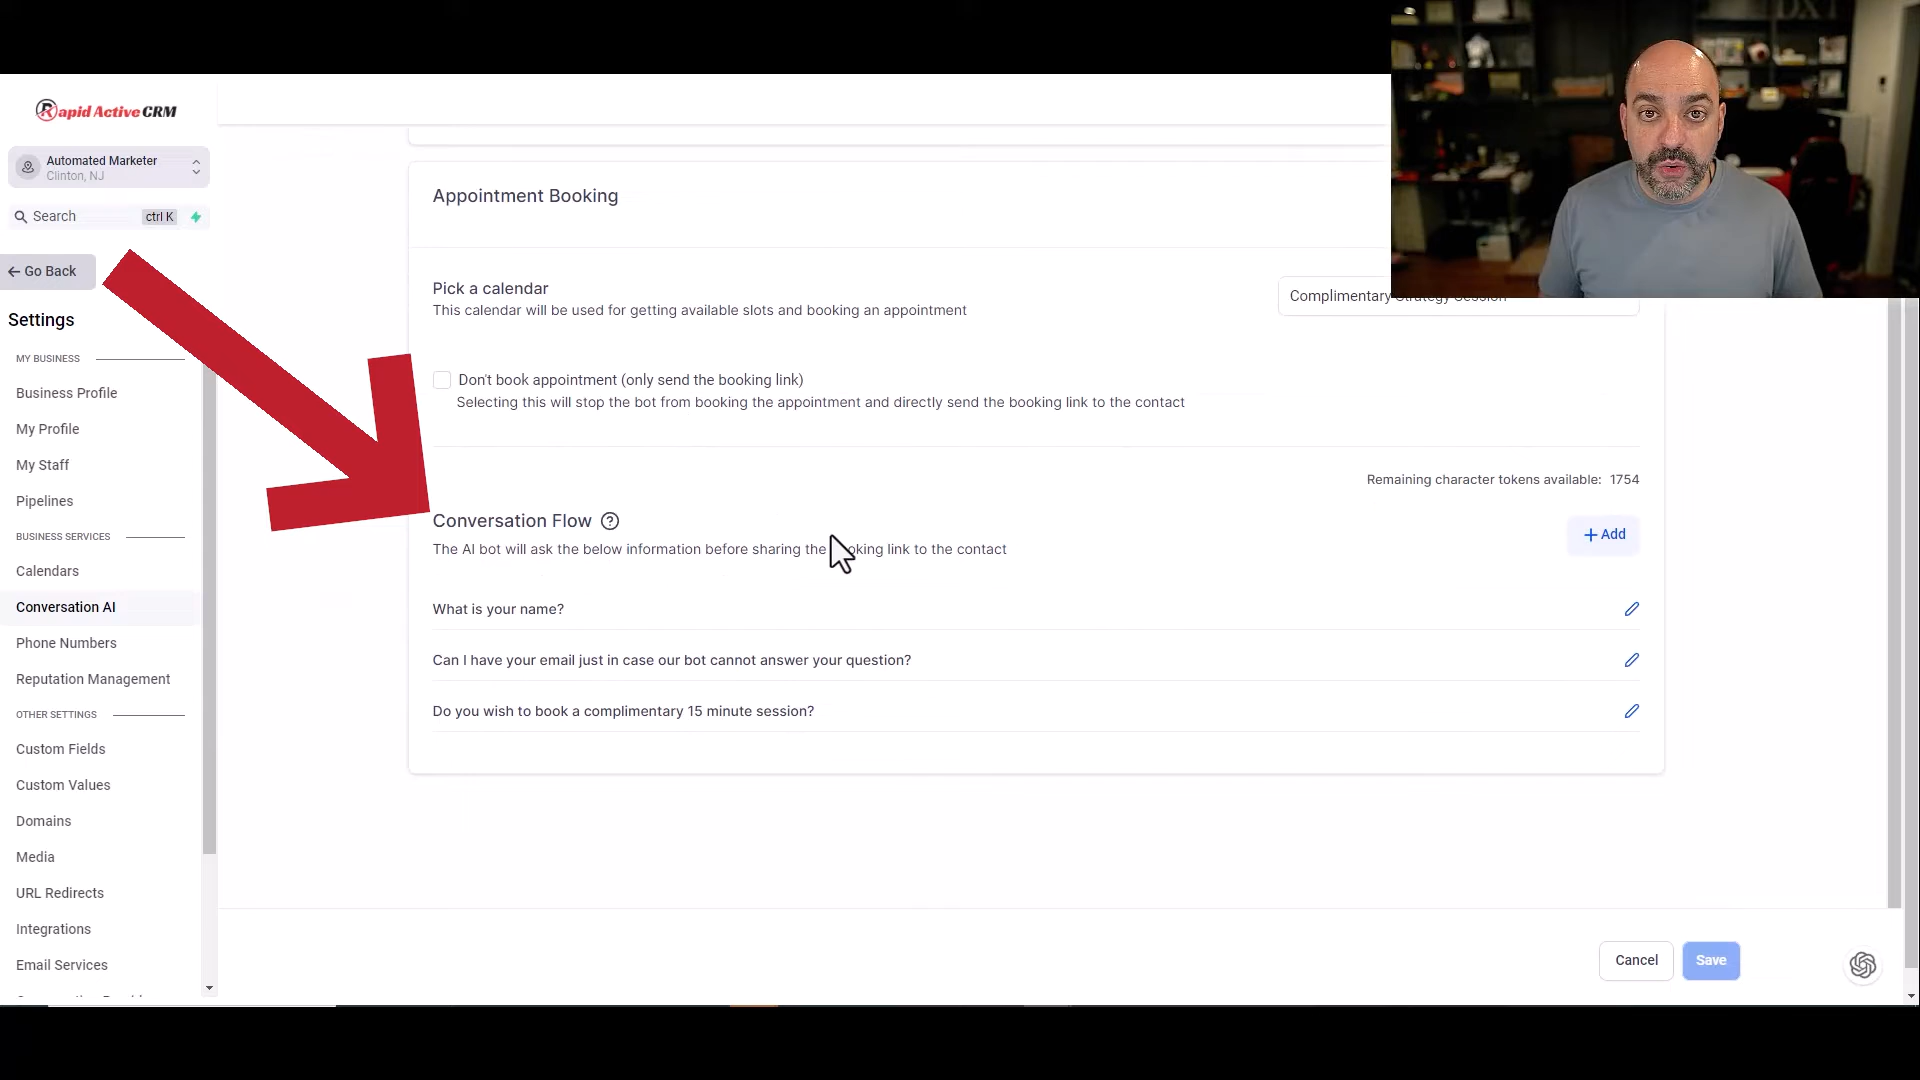 Rapid Active CRM
Automated Marketer
Clinton, NJ
Search
ctrl K
Go Back
Settings
MY BUSINESS
Business Profile
My Profile
My Staff
Pipelines
BUSINESS SERVICES
Calendars
Conversation AI
Phone Numbers
Reputation Management
OTHER SETTINGS
Custom Fields
Custom Values
Domains
Media
URL Redirects
Integrations
Email Services
Appointment Booking
Pick a calendar
This calendar will be used for getting available slots and booking an appointment
Complimentary Strategy Session
Don't book appointment (only send the booking link)
Selecting this will stop the bot from booking the appointment and directly send the booking link to the contact
Remaining character tokens available: 1754
Conversation Flow ?
The AI bot will ask the below information before sharing the booking link to the contact
+ Add
What is your name?
Can I have your email just in case our bot cannot answer your question?
Do you wish to book a complimentary 15 minute session?
Cancel
Save